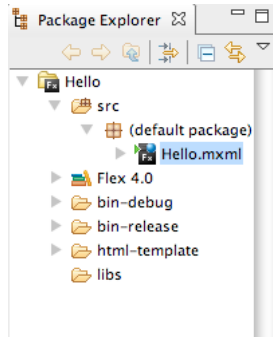 Package Explorer
Hello
src
(default package)
Hello.mxml
Flex 4.0
bin-debug
bin-release
html-template
libs